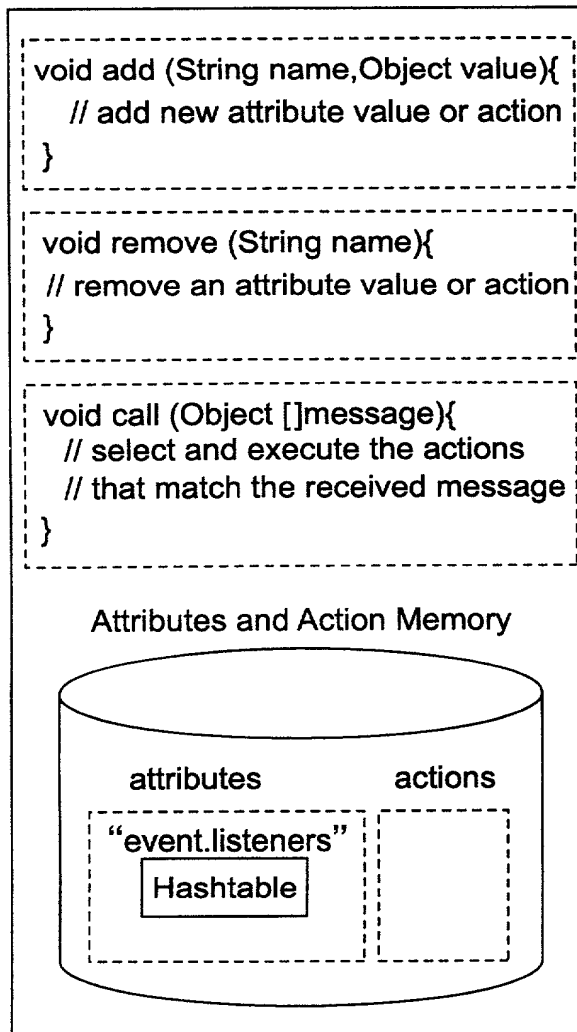 void add (String name,Object value){
// add new attribute value or action
}
void remove (String name){
// remove an attribute value or action
}
void call (Object []message){
// select and execute the actions
// that match the received message
}
Attributes and Action Memory
attributes
actions
“event.listeners”
Hashtable